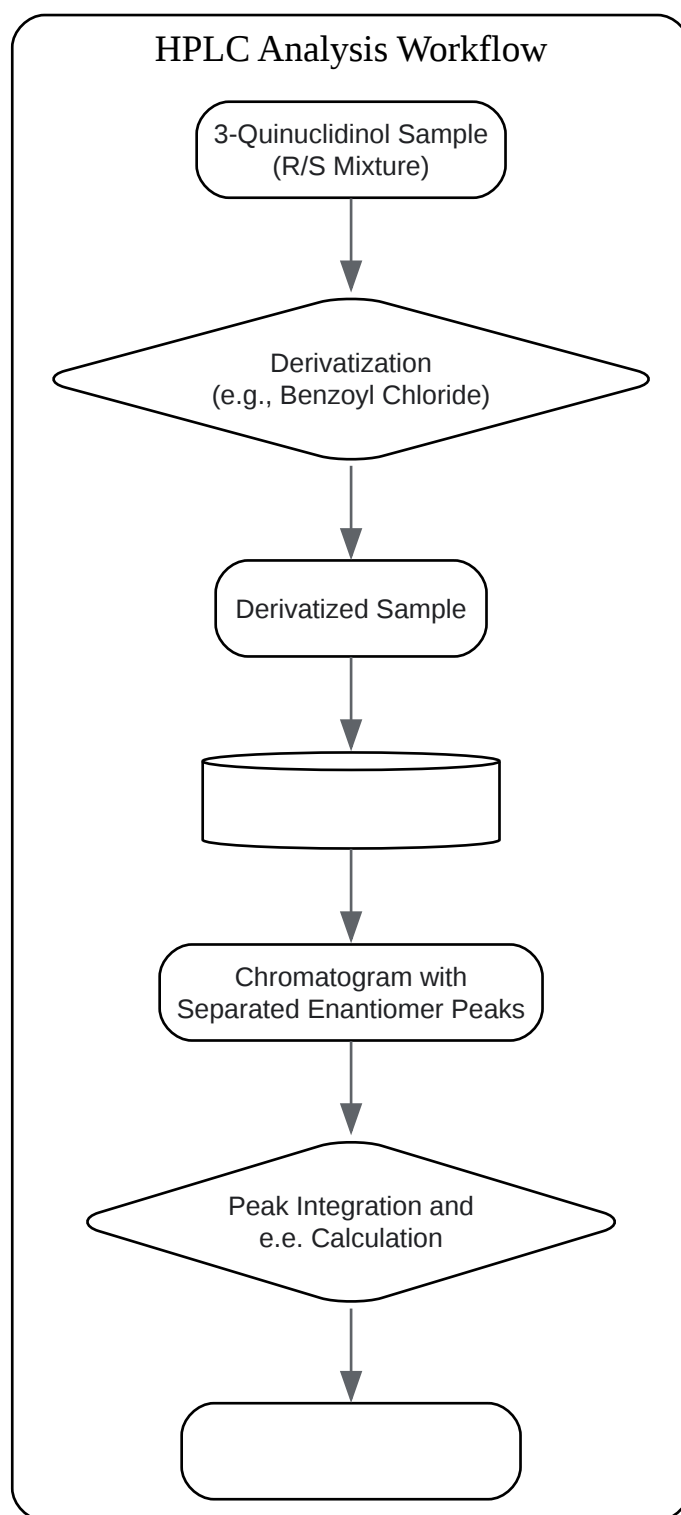 HPLC Analysis Workflow
3-Quinuclidinol Sample
(R/S Mixture)
Derivatization
(e.g., Benzoyl Chloride)
Derivatized Sample
Chromatogram with
Separated Enantiomer Peaks
Peak Integration and
e.e. Calculation